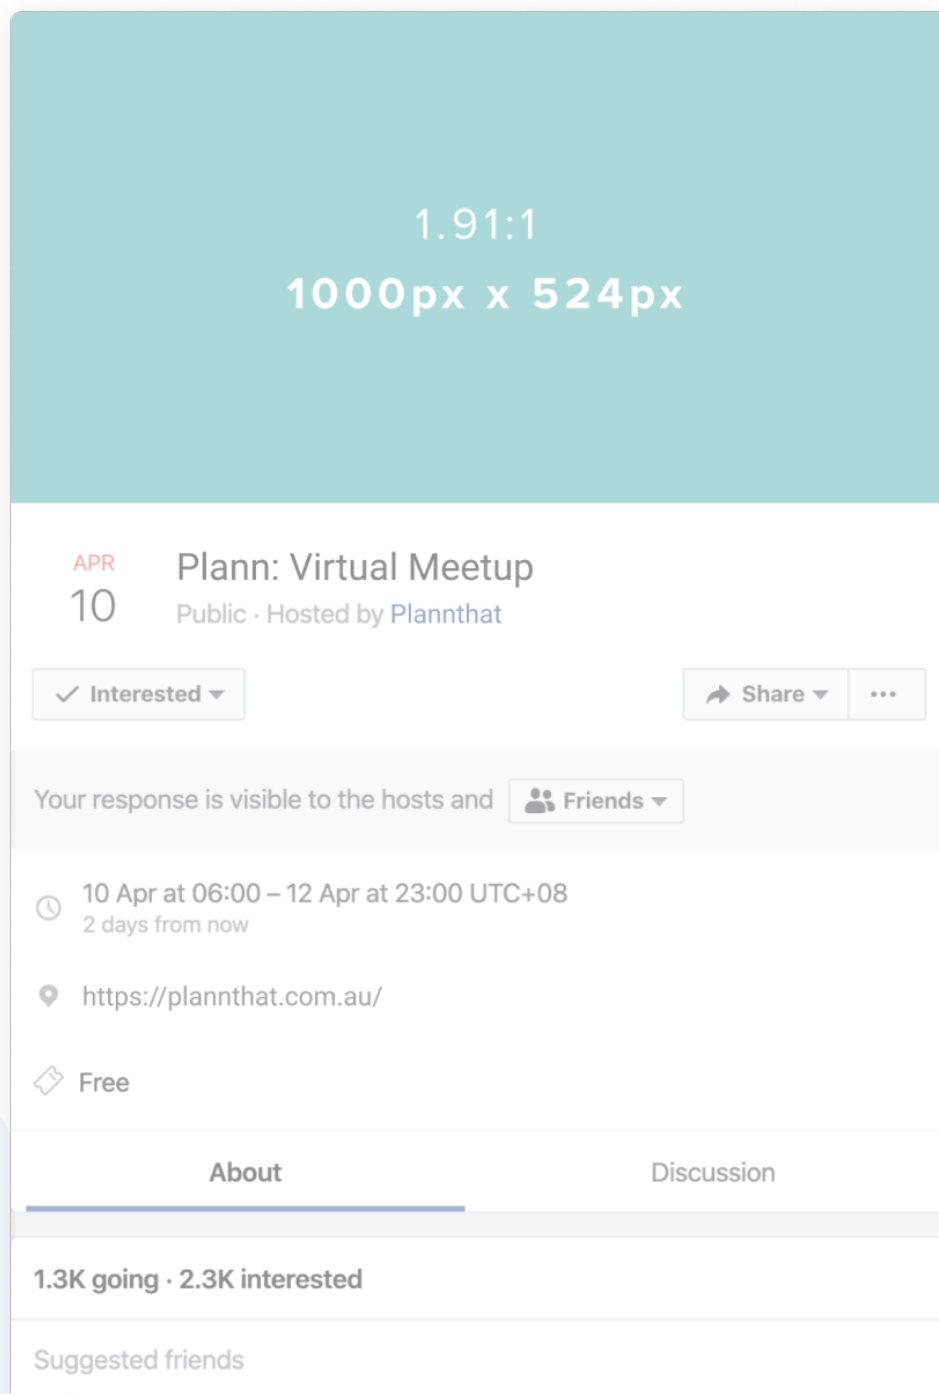 1.91:1
1000px x 524px
APR
10
Plann: Virtual Meetup
Public · Hosted by Plannthat
Interested
Share
Your response is visible to the hosts and
Friends
10 Apr at 06:00 – 12 Apr at 23:00 UTC+08
2 days from now
https://plannthat.com.au/
Free
About
Discussion
1.3K going · 2.3K interested
Suggested friends